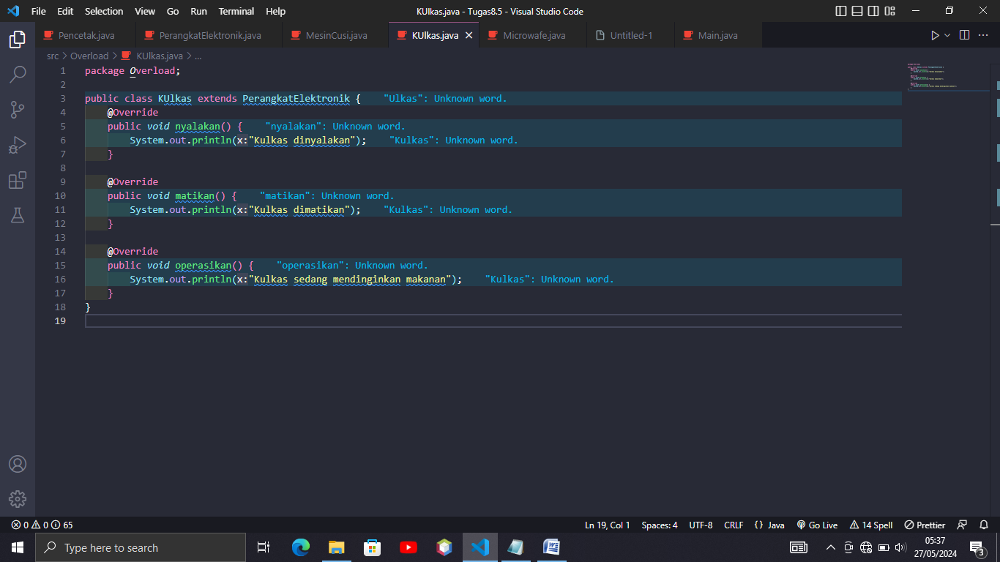 File Edit Selection View Go Run Terminal Help KUlkas.java - Tugas8.5 - Visual Studio Code
Pencetak.java PerangkatElektronik.java MesinCusi.java KUlkas.java Microwafe.java Untitled-1 Main.java
src > Overload > KUlkas.java > ...
1 package Overload;
2
3 public class KUlkas extends PerangkatElektronik { "Ulkas": Unknown word.
4 @Override
5 public void nyalakan() { "nyalakan": Unknown word.
6 System.out.println(x:"Kulkas dinyalakan"); "Kulkas": Unknown word.
7 }
8
9 @Override
10 public void matikan() { "matikan": Unknown word.
11 System.out.println(x:"Kulkas dimatikan"); "Kulkas": Unknown word.
12 }
13
14 @Override
15 public void operasikan() { "operasikan": Unknown word.
16 System.out.println(x:"Kulkas sedang mendinginkan makanan"); "Kulkas": Unknown word.
17 }
18 }
19
0 0 65 Ln 19, Col 1 Spaces: 4 UTF-8 CRLF {} Java Go Live 14 Spell Prettier
Type here to search
05:37
27/05/2024
3